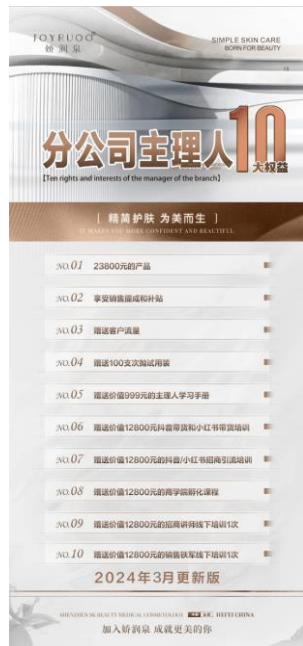 JOYRUOO
娇润泉
SIMPLE SKIN CARE
BORN FOR BEAUTY
分公司主理人10大权益
【Ten rights and interests of the manager of the branch】
[ 精简护肤 为美而生 ]
IT MAKES YOU MORE CONFIDENT AND BEAUTIFUL
NO.01 23800元的产品
NO.02 享受销售提成和补贴
NO.03 赠送客户流量
NO.04 赠送100支次抛试用装
NO.05 赠送价值999元的主理人学习手册
NO.06 赠送价值12800元抖音带货和小红书带货培训
NO.07 赠送价值12800元的抖音/小红书招商引流培训
NO.08 赠送价值12800元的商学院孵化课程
NO.09 赠送价值12800元的招商讲师线下培训1次
NO.10 赠送价值12800元的销售铁军线下培训1次
2024年3月更新版
HEFEI CHINA
加入娇润泉 成就更美的你